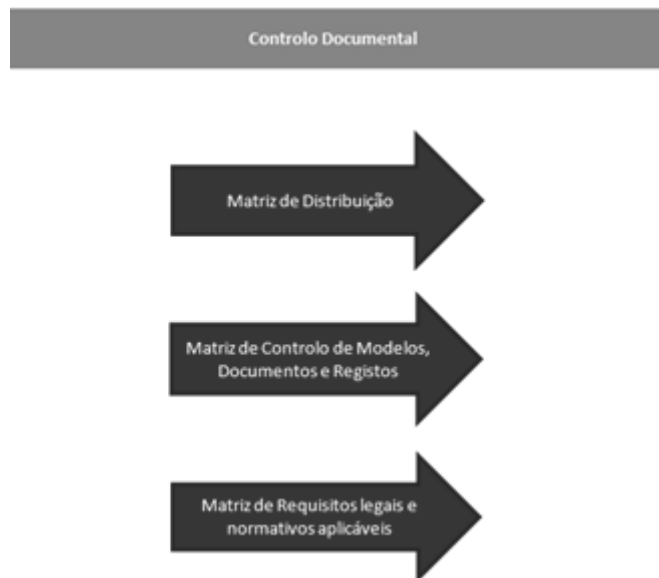 Controlo Documental
Matriz de Distribuição
Matriz de Controlo de Modelos,
Documentos e Registos
Matriz de Requisitos legais e
normativos aplicáveis